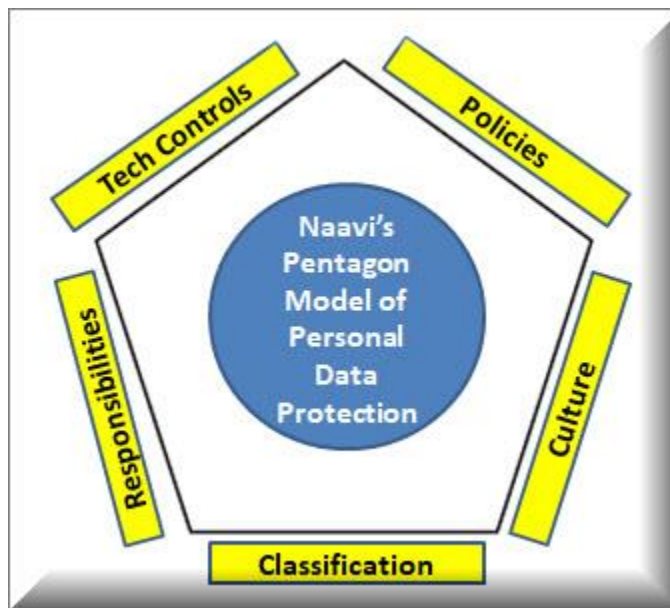 Tech Controls
Policies
Naavi's
Pentagon
Model of
Personal
Data
Protection
Responsibilities
Culture
Classification